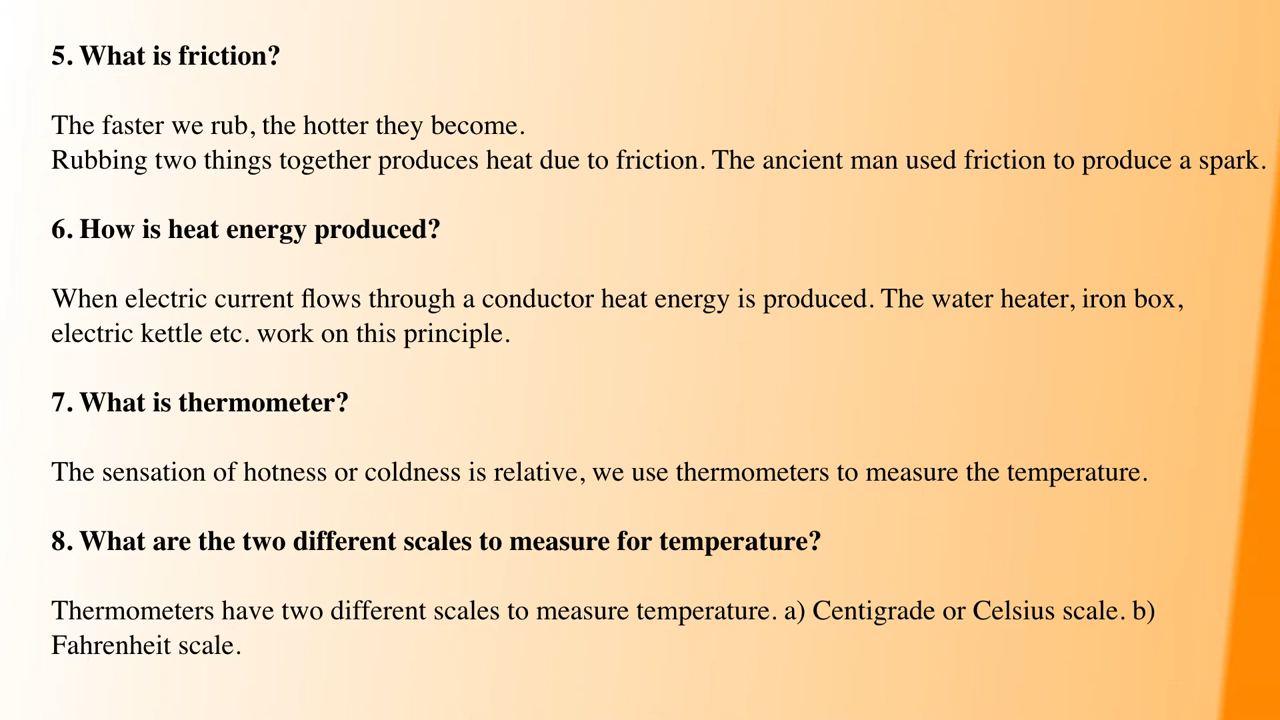 5. What is friction?
The faster we rub, the hotter they become.
Rubbing two things together produces heat due to friction. The ancient man used friction to produce a spark.
6. How is heat energy produced?
When electric current flows through a conductor heat energy is produced. The water heater, iron box,
electric kettle etc. work on this principle.
7. What is thermometer?
The sensation of hotness or coldness is relative, we use thermometers to measure the temperature.
8. What are the two different scales to measure for temperature?
Thermometers have two different scales to measure temperature. a) Centigrade or Celsius scale. b)
Fahrenheit scale.